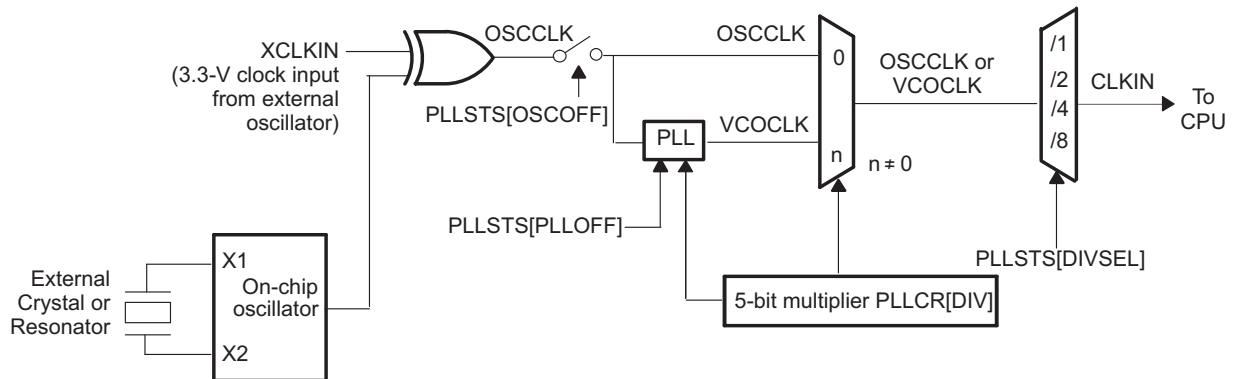 XCLKIN
(3.3-V clock input
from external
oscillator)
OSCCLK
PLLSTS[OSCOFF]
OSCCLK
0
OSCCLK or
VCOCLK
/1
/2
/4
/8
CLKIN
To
CPU
PLL
VCOCLK
n
n ≠ 0
PLLSTS[PLLOFF]
PLLSTS[DIVSEL]
External
Crystal or
Resonator
X1
On-chip
oscillator
X2
5-bit multiplier PLLCR[DIV]